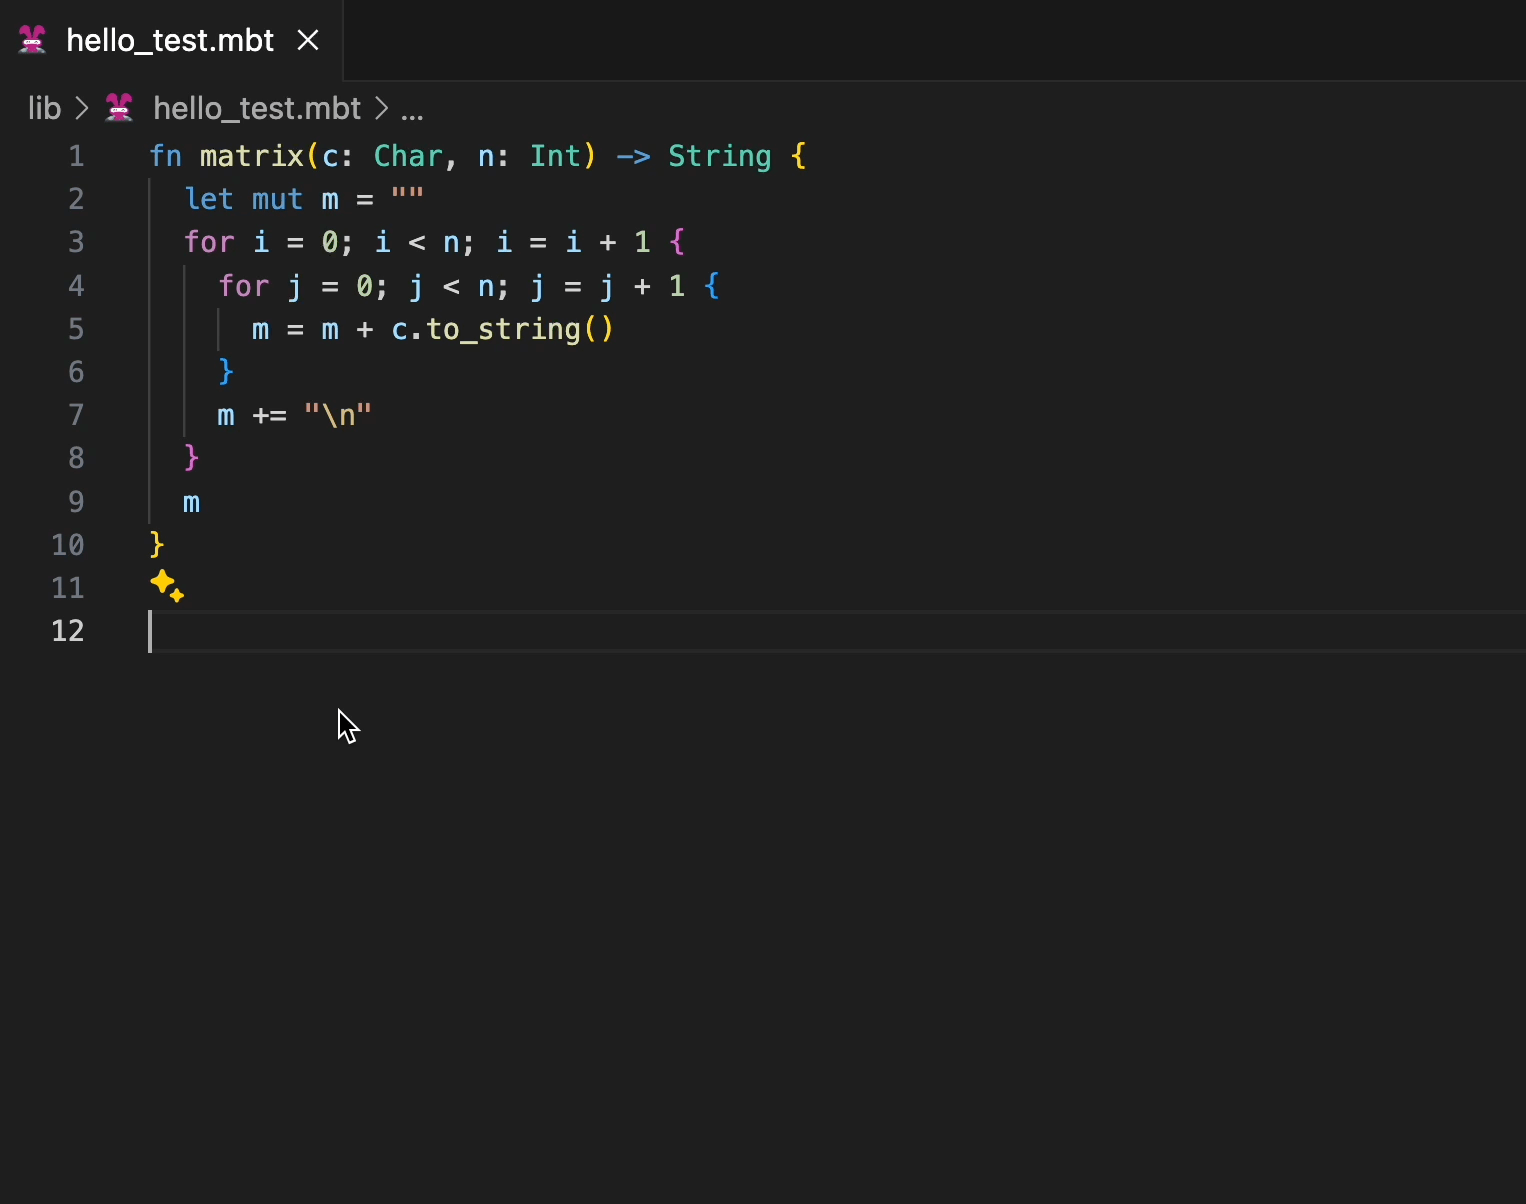 hello_test.mbt
lib > hello_test.mbt > ...
1 fn matrix(c: Char, n: Int) -> String {
2 let mut m = ""
3 for i = 0; i < n; i = i + 1 {
4 for j = 0; j < n; j = j + 1 {
5 m = m + c.to_string()
6 }
7 m += "\n"
8 }
9 m
10 }
11
12